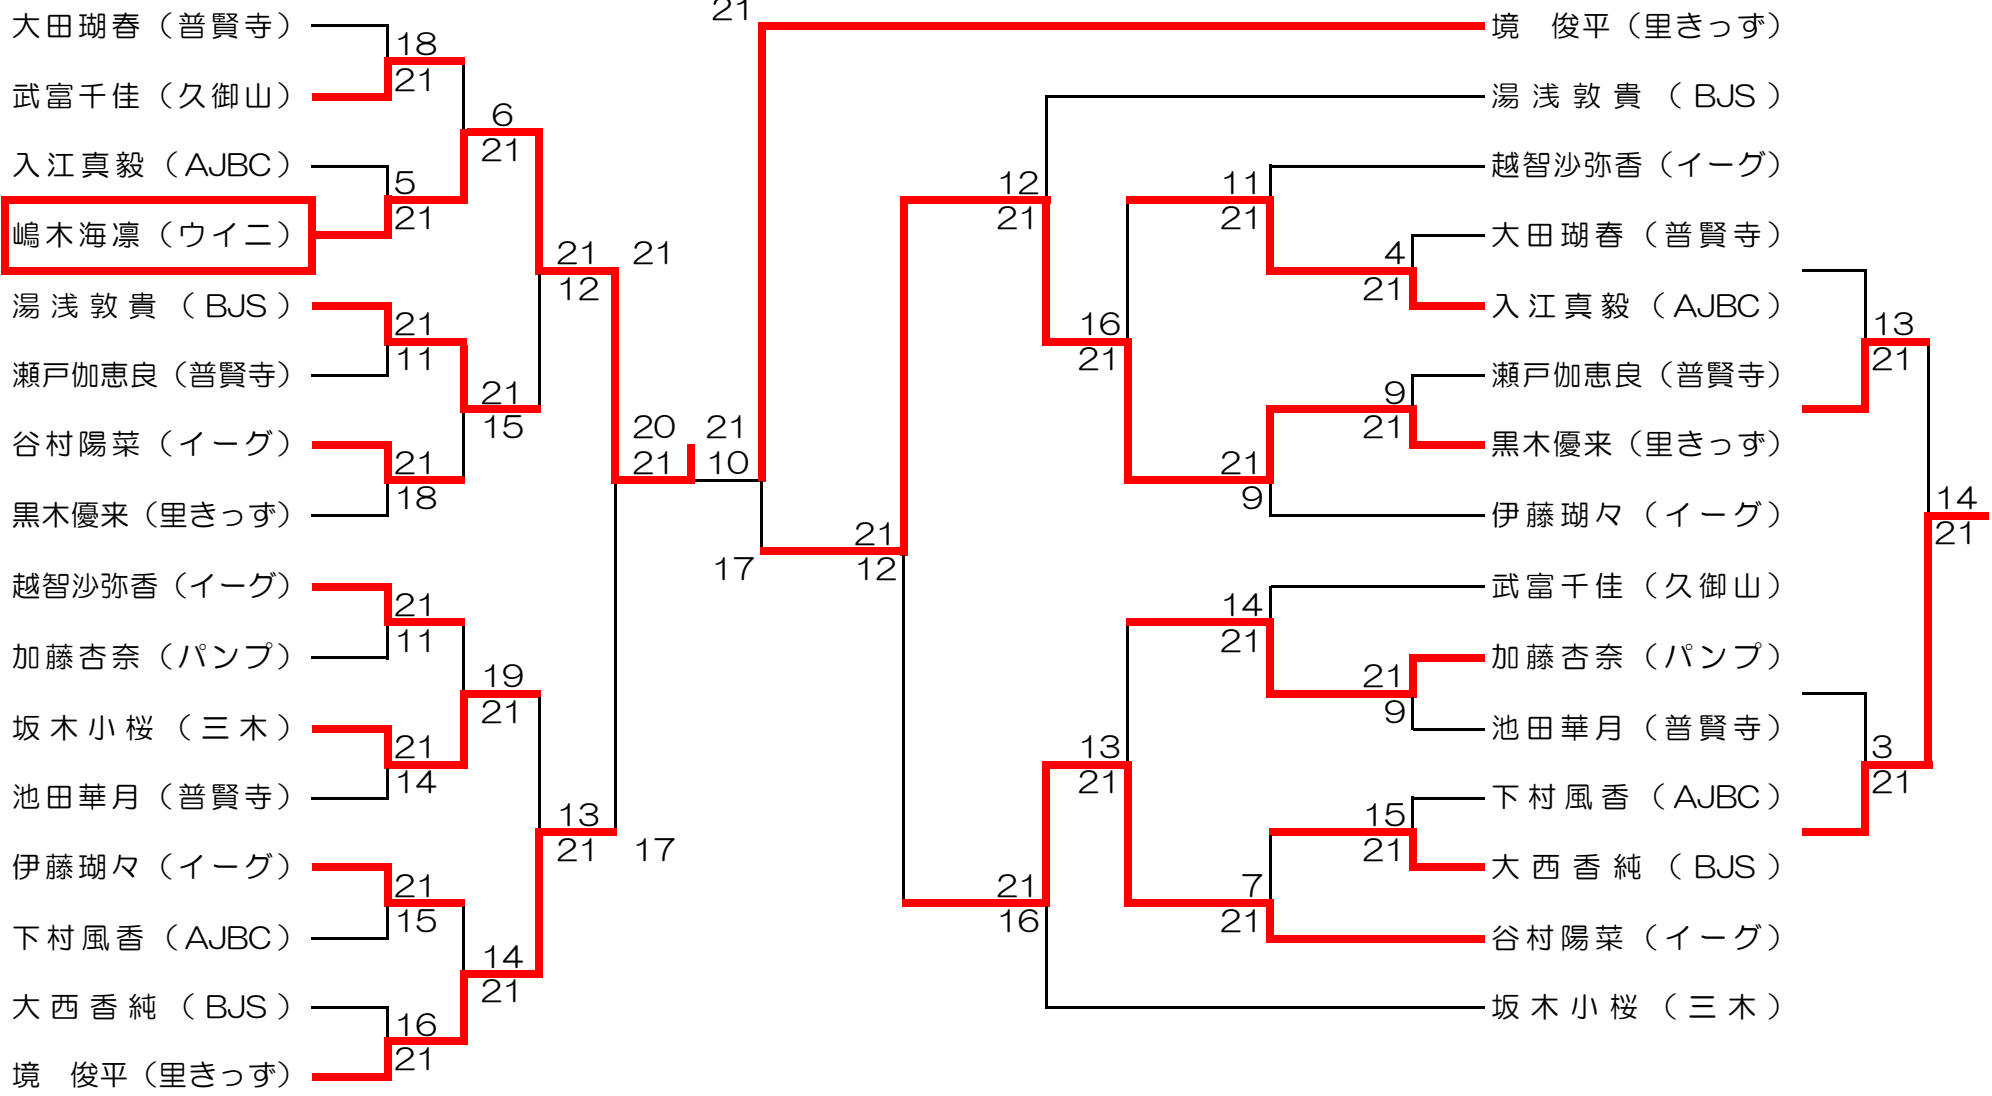 大田瑚春（普賢寺）
18
21
武富千佳（久御山）
6
21
入江真毅（AJBC）
5
21
嶋木海凛（ウイニ）
21
12
21
湯浅敦貴（BJS）
21
11
瀬戸伽恵良（普賢寺）
21
15
谷村陽菜（イーグ）
21
18
黒木優来（里きっず）
20
21
21
10
越智沙弥香（イーグ）
21
11
加藤杏奈（パンプ）
19
21
坂木小桜（三木）
21
14
池田華月（普賢寺）
13
21
17
伊藤瑚々（イーグ）
21
15
下村風香（AJBC）
14
21
大西香純（BJS）
16
21
境　俊平（里きっず）
21
17
境　俊平（里きっず）
湯浅敦貴（BJS）
12
21
越智沙弥香（イーグ）
11
21
大田瑚春（普賢寺）
4
21
入江真毅（AJBC）
16
21
瀬戸伽恵良（普賢寺）
9
21
黒木優来（里きっず）
21
9
伊藤瑚々（イーグ）
21
12
武富千佳（久御山）
14
21
加藤杏奈（パンプ）
21
9
池田華月（普賢寺）
13
21
下村風香（AJBC）
15
21
大西香純（BJS）
7
21
谷村陽菜（イーグ）
21
16
坂木小桜（三木）
13
21
14
21
3
21